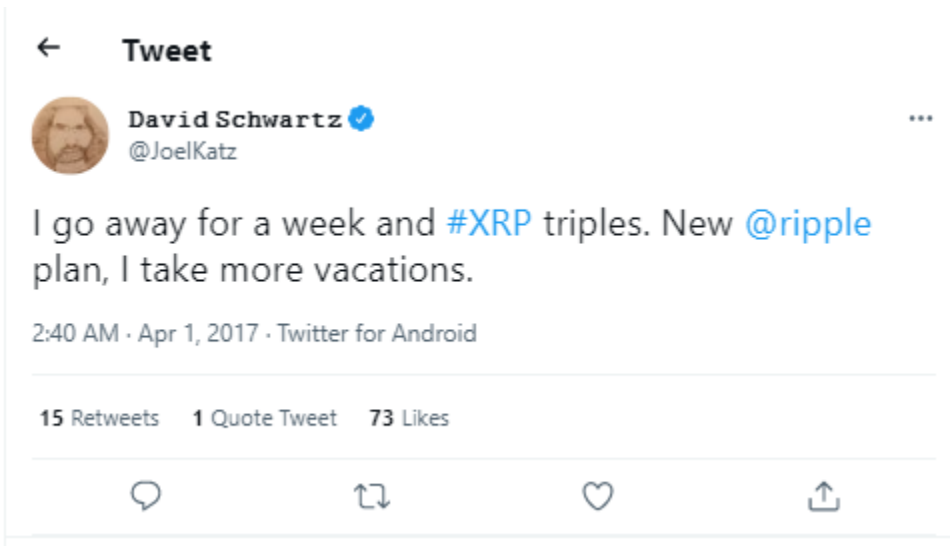 Tweet
David Schwartz
@JoelKatz
I go away for a week and #XRP triples. New @ripple
plan, I take more vacations.
2:40 AM · Apr 1, 2017 · Twitter for Android
15 Retweets 1 Quote Tweet 73 Likes